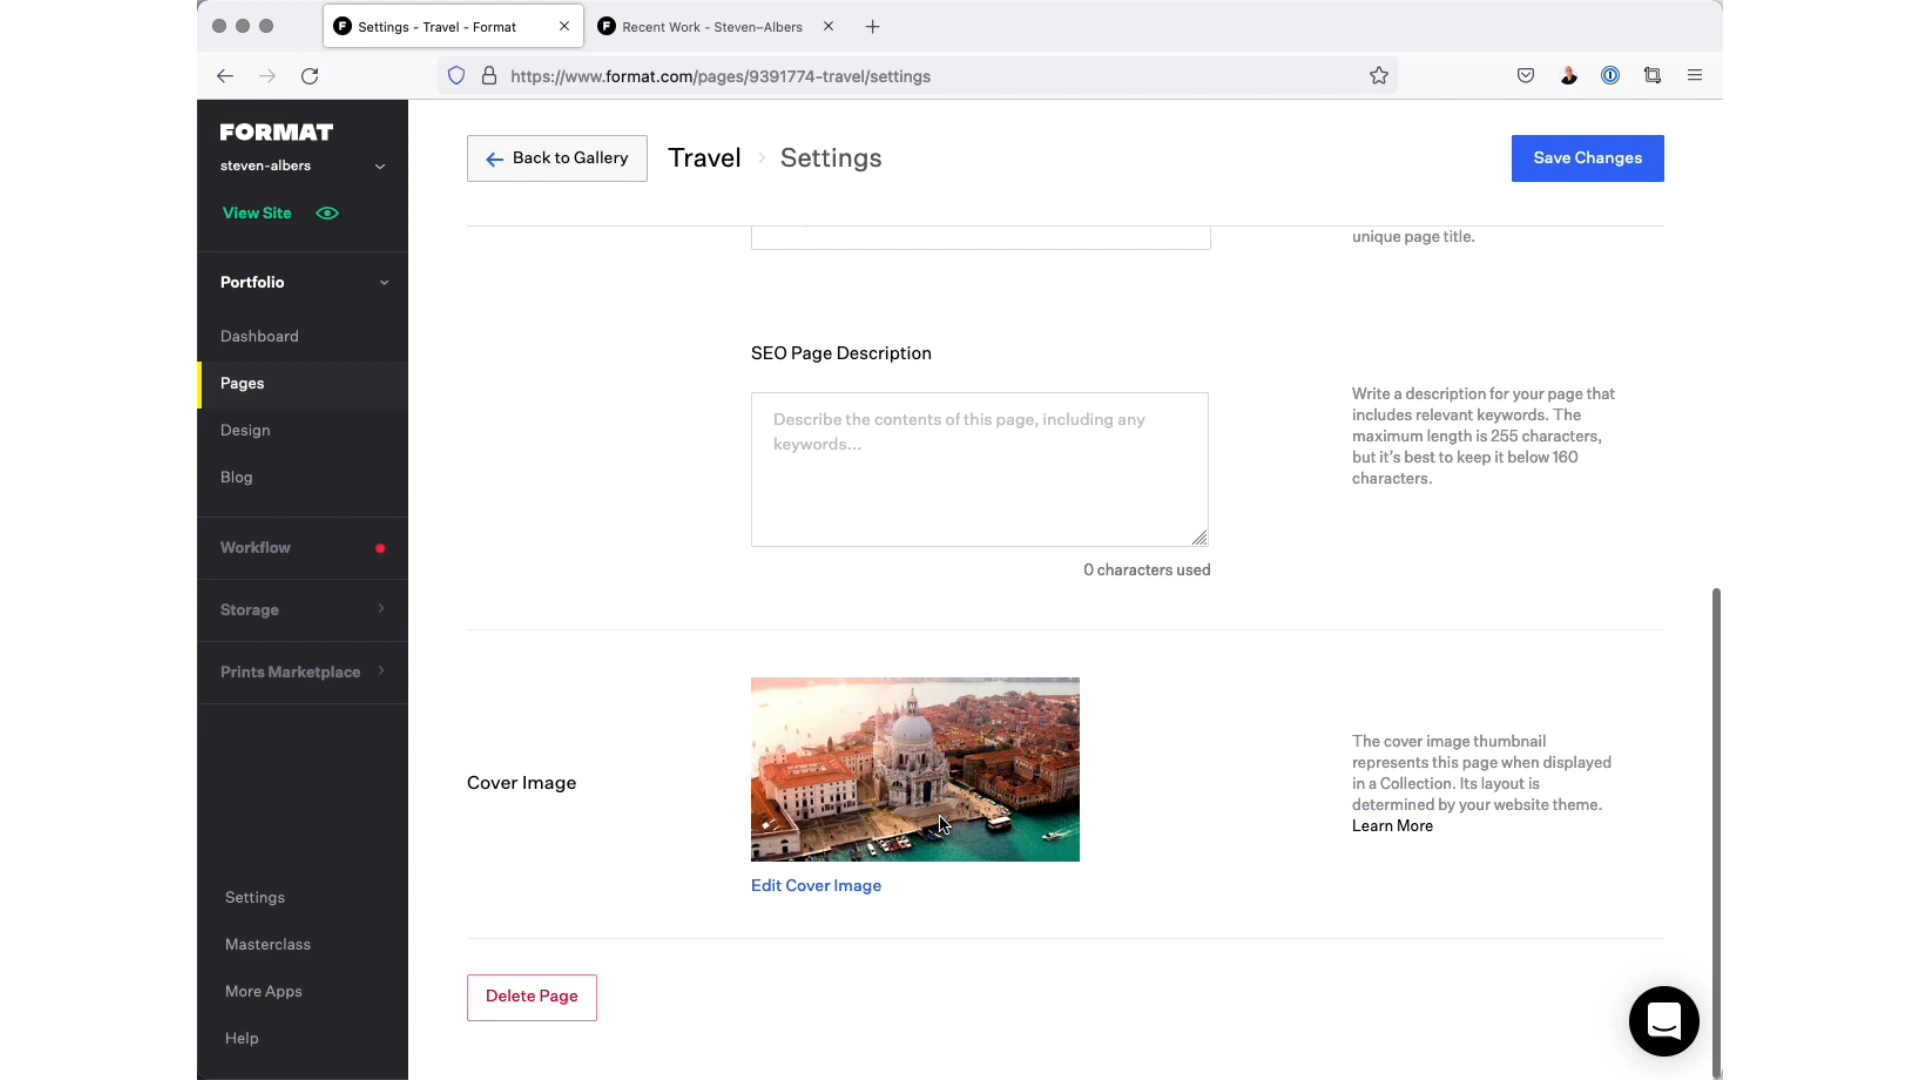 Settings - Travel - Format
Recent Work - Steven-Albers
https://www.format.com/pages/9391774-travel/settings
FORMAT
steven-albers
View Site
Portfolio
Dashboard
Pages
Design
Blog
Workflow
Storage
Prints Marketplace
Settings
Masterclass
More Apps
Help
Back to Gallery
Travel
Settings
Save Changes
unique page title.
SEO Page Description
Describe the contents of this page, including any
keywords...
0 characters used
Write a description for your page that
includes relevant keywords. The
maximum length is 255 characters,
but it's best to keep it below 160
characters.
Cover Image
Edit Cover Image
The cover image thumbnail
represents this page when displayed
in a Collection. Its layout is
determined by your website theme.
Learn More
Delete Page